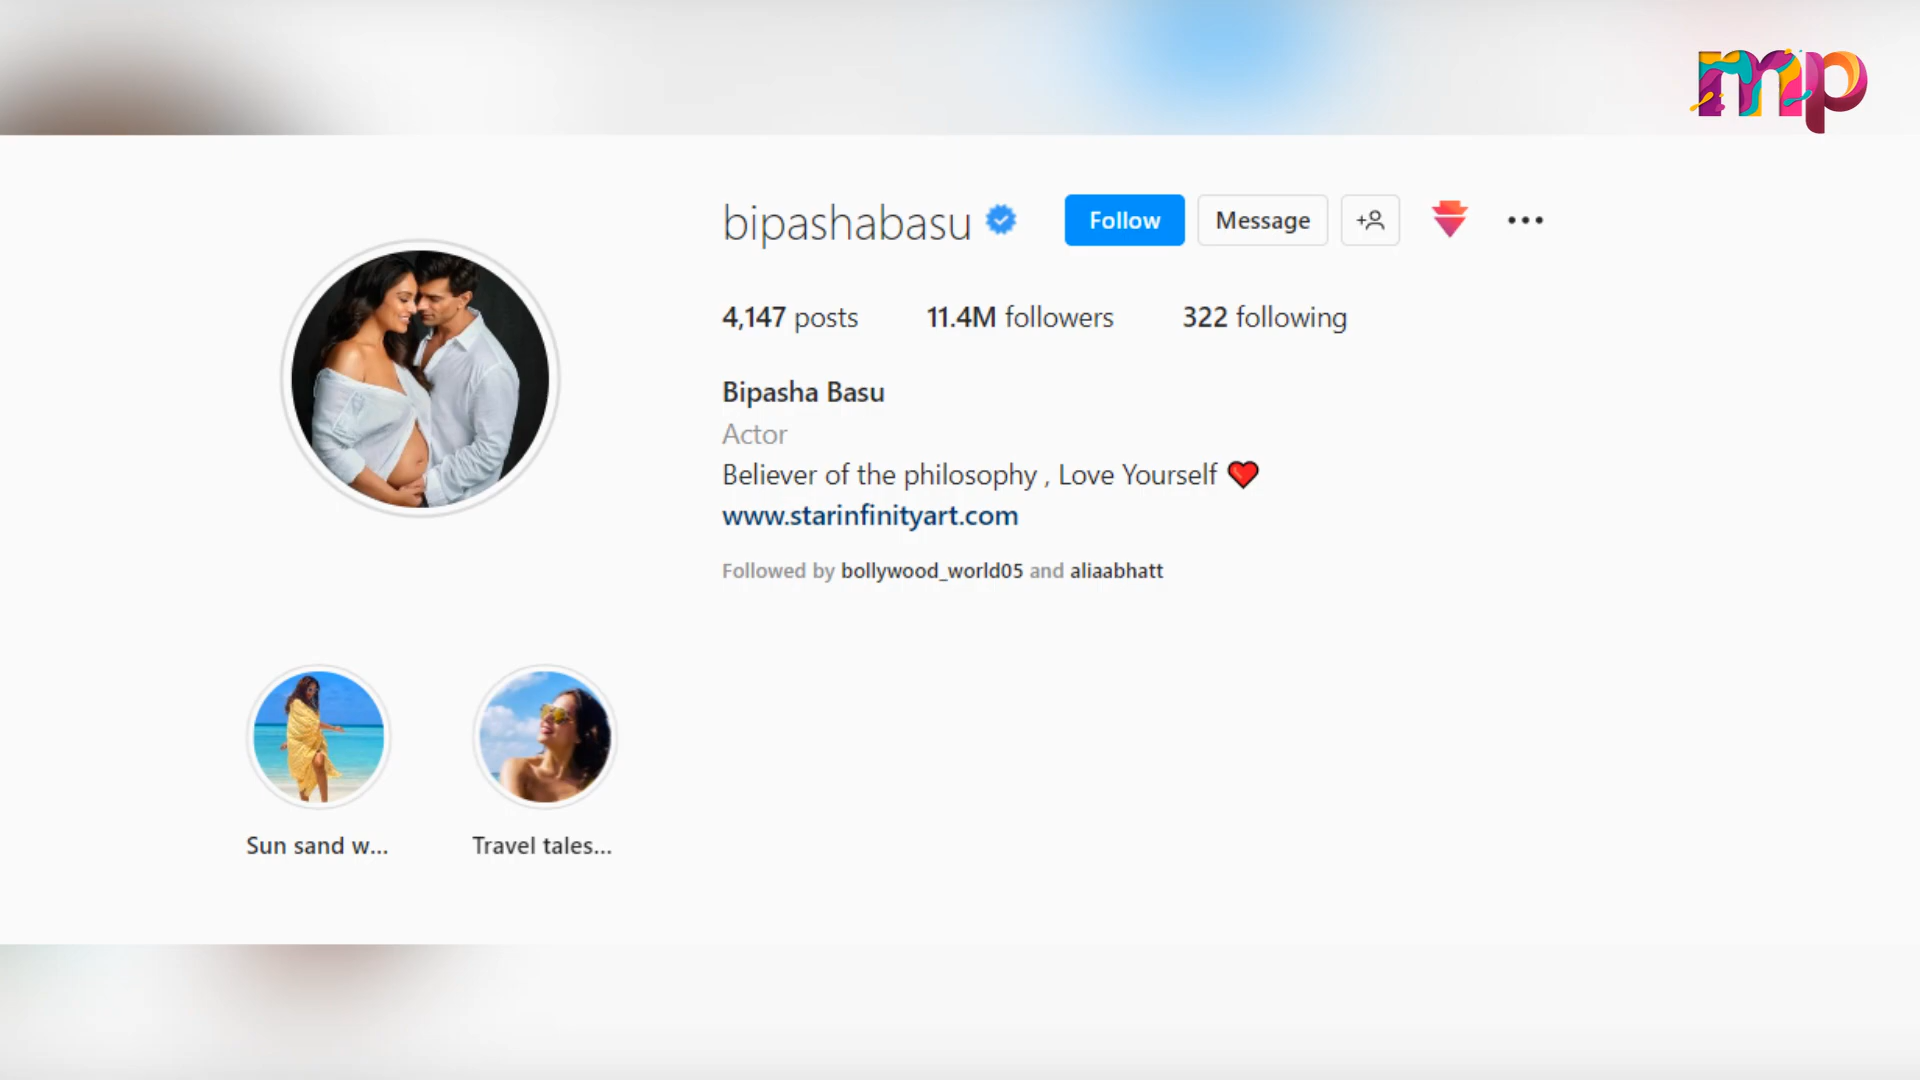 mp
bipashabasu Follow Message
4,147 posts 11.4M followers 322 following
Bipasha Basu
Actor
Believer of the philosophy , Love Yourself ❤️
www.starinfinityart.com
Followed by bollywood_world05 and aliaabhatt
Sun sand w... Travel tales...